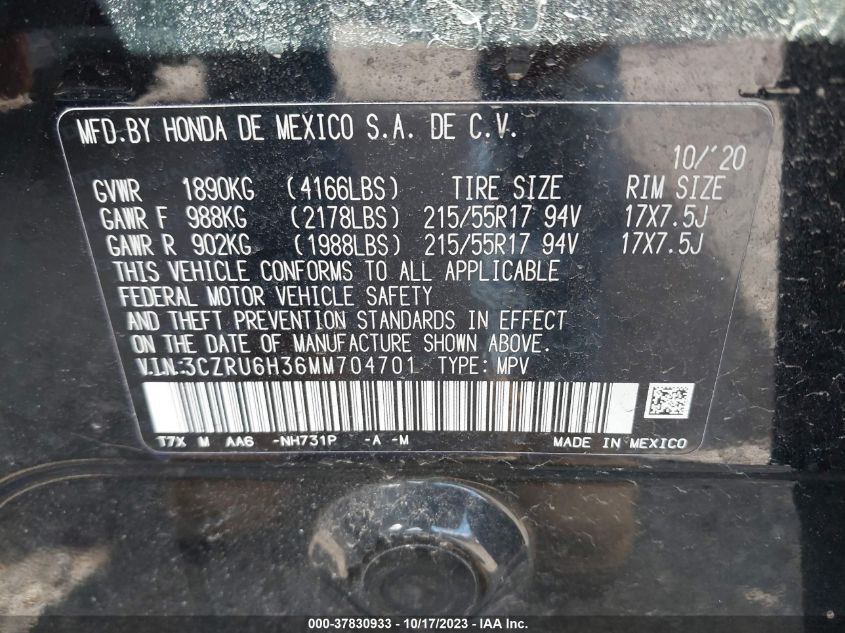 MFD.BY HONDA DE MEXICO S.A. DE C.V.
10/'20
GVWR 1890KG (4166LBS) TIRE SIZE RIM SIZE
GAWR F 988KG (2178LBS) 215/55R17 94V 17X7.5J
GAWR R 902KG (1988LBS) 215/55R17 94V 17X7.5J
THIS VEHICLE CONFORMS TO ALL APPLICABLE
FEDERAL MOTOR VEHICLE SAFETY
AND THEFT PREVENTION STANDARDS IN EFFECT
ON THE DATE OF MANUFACTURE SHOWN ABOVE.
V.I.N:3CZRU6H36MM704701 TYPE: MPV
T7X M AA6 -NH731P -A -M MADE IN MEXICO
000-37830933 - 10/17/2023 - IAAI.com